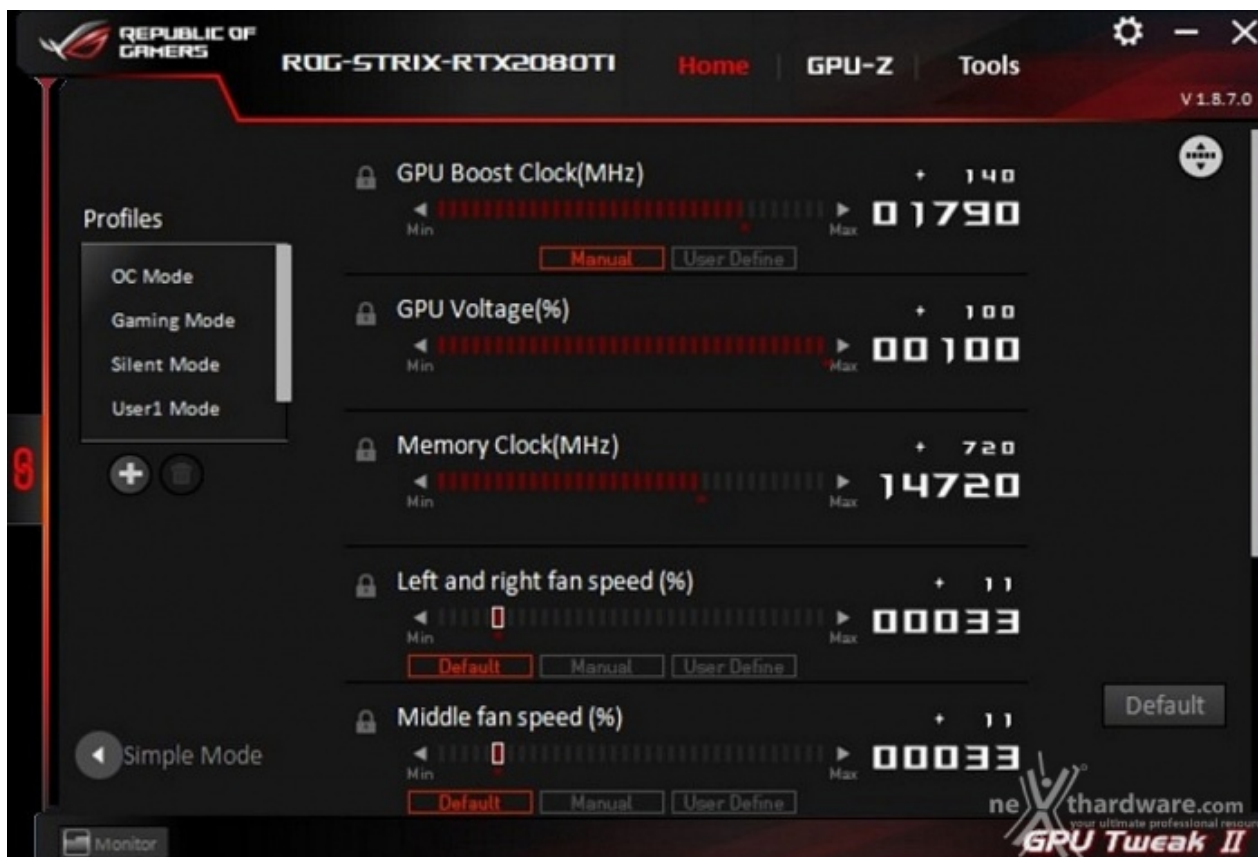 REPUBLIC OF
GAMERS
ROG-STRIX-RTX2080TI
Home
GPU-Z
Tools
V 1.8.7.0
Profiles
OC Mode
Gaming Mode
Silent Mode
User1 Mode
GPU Boost Clock(MHz)
+ 140
Min
Max
01790
Manual
User Define
GPU Voltage(%)
+ 100
Min
Max
00100
Memory Clock(MHz)
+ 720
Min
Max
14720
Left and right fan speed (%)
+ 11
Min
Max
00033
Default
Manual
User Define
Middle fan speed (%)
+ 11
Min
Max
00033
Default
Manual
User Define
Default
Simple Mode
Monitor
nexthardware.com
your ultimate professional resour
GPU Tweak II